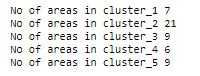 No of areas in cluster_1 7
No of areas in cluster_2 21
No of areas in cluster_3 9
No of areas in cluster_4 6
No of areas in cluster_5 9